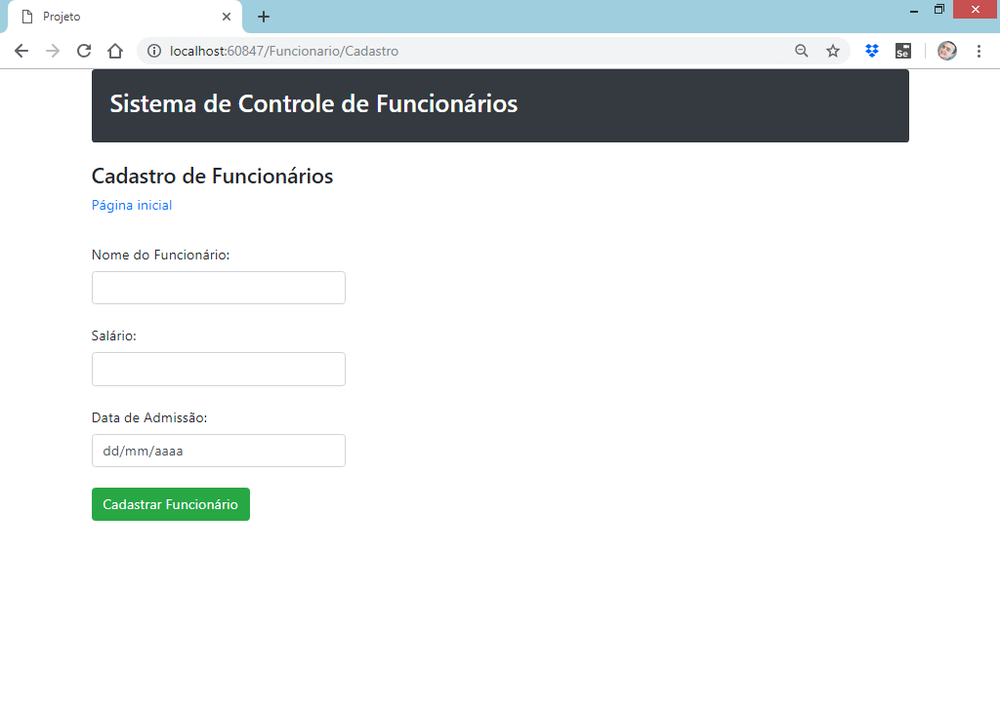 Projeto
localhost:60847/Funcionario/Cadastro
Se
Sistema de Controle de Funcionários
Cadastro de Funcionários
Página inicial
Nome do Funcionário:
Salário:
Data de Admissão:
dd/mm/aaaa
Cadastrar Funcionário